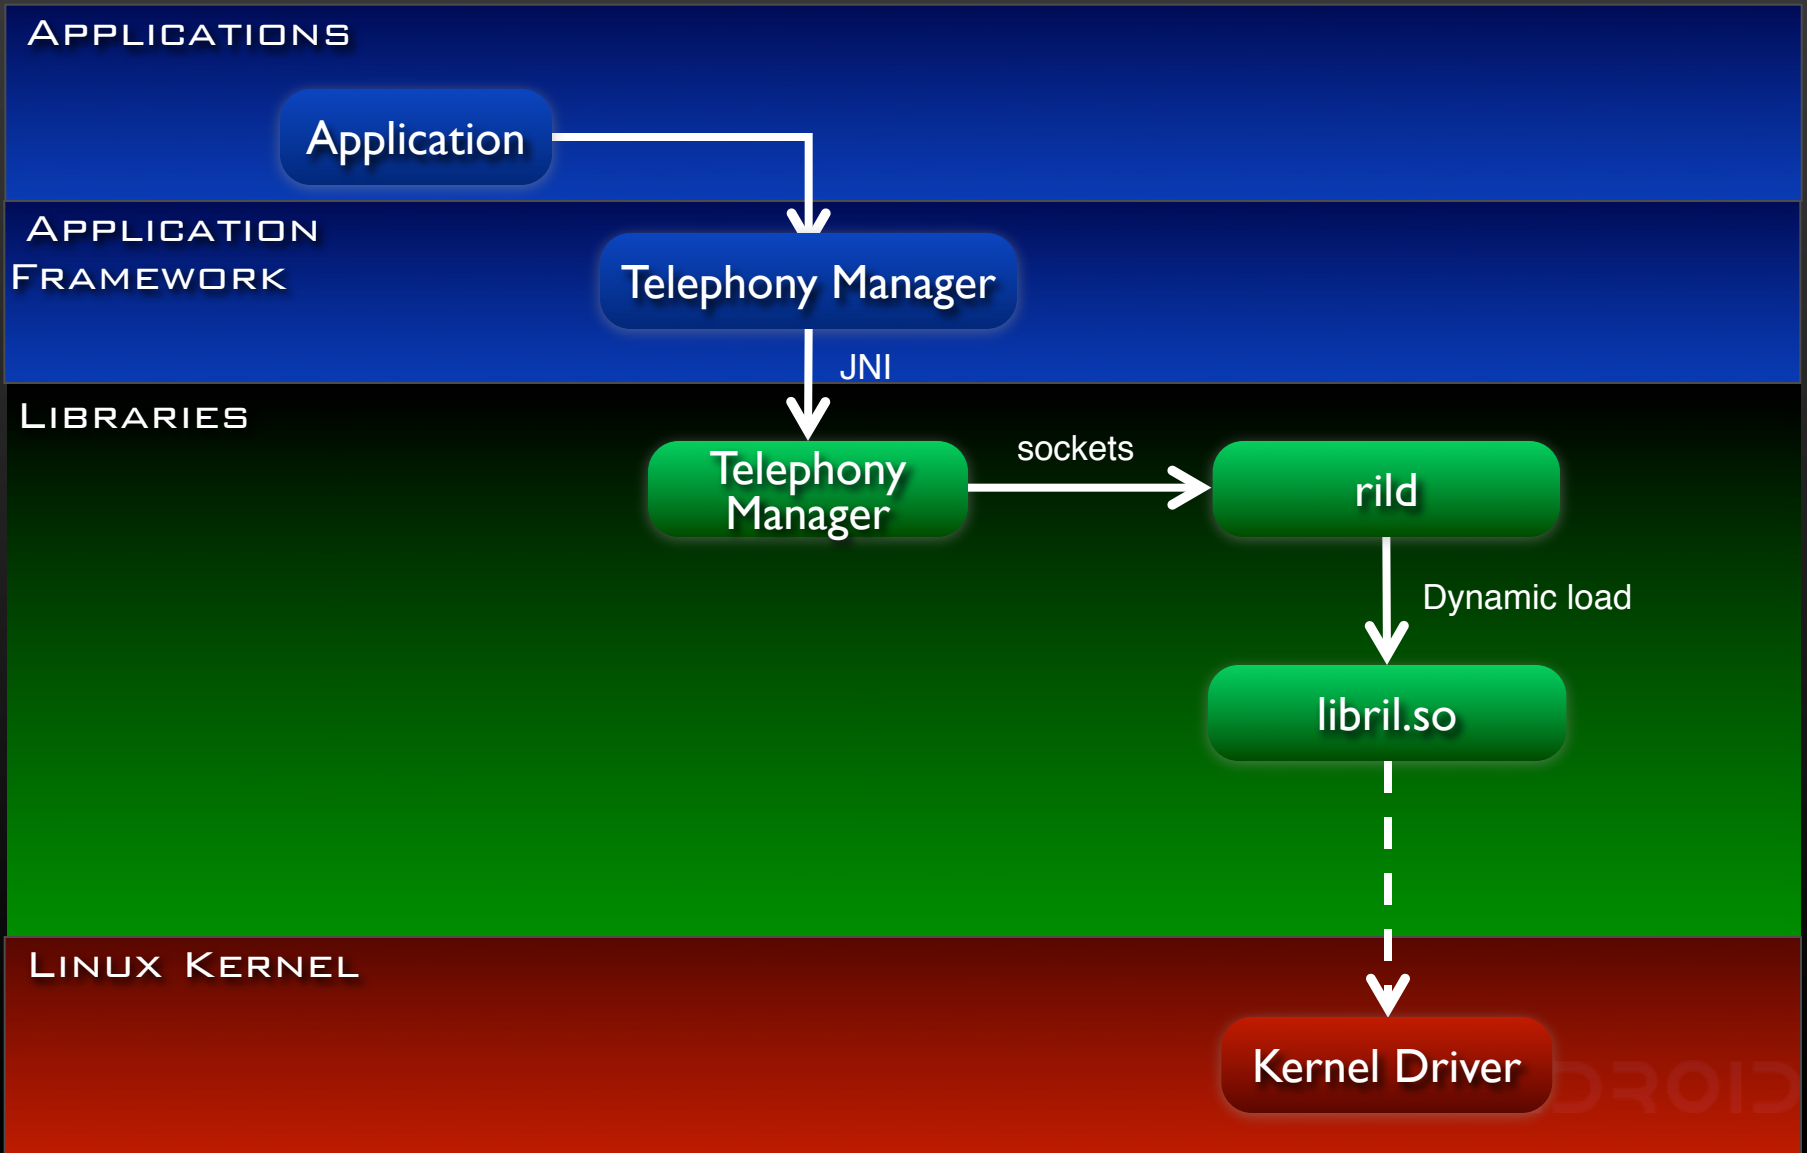 APPLICATIONS
Application
APPLICATION
FRAMEWORK
Telephony Manager
JNI
LIBRARIES
Telephony
Manager
sockets
rild
Dynamic load
libril.so
LINUX KERNEL
Kernel Driver
DROID